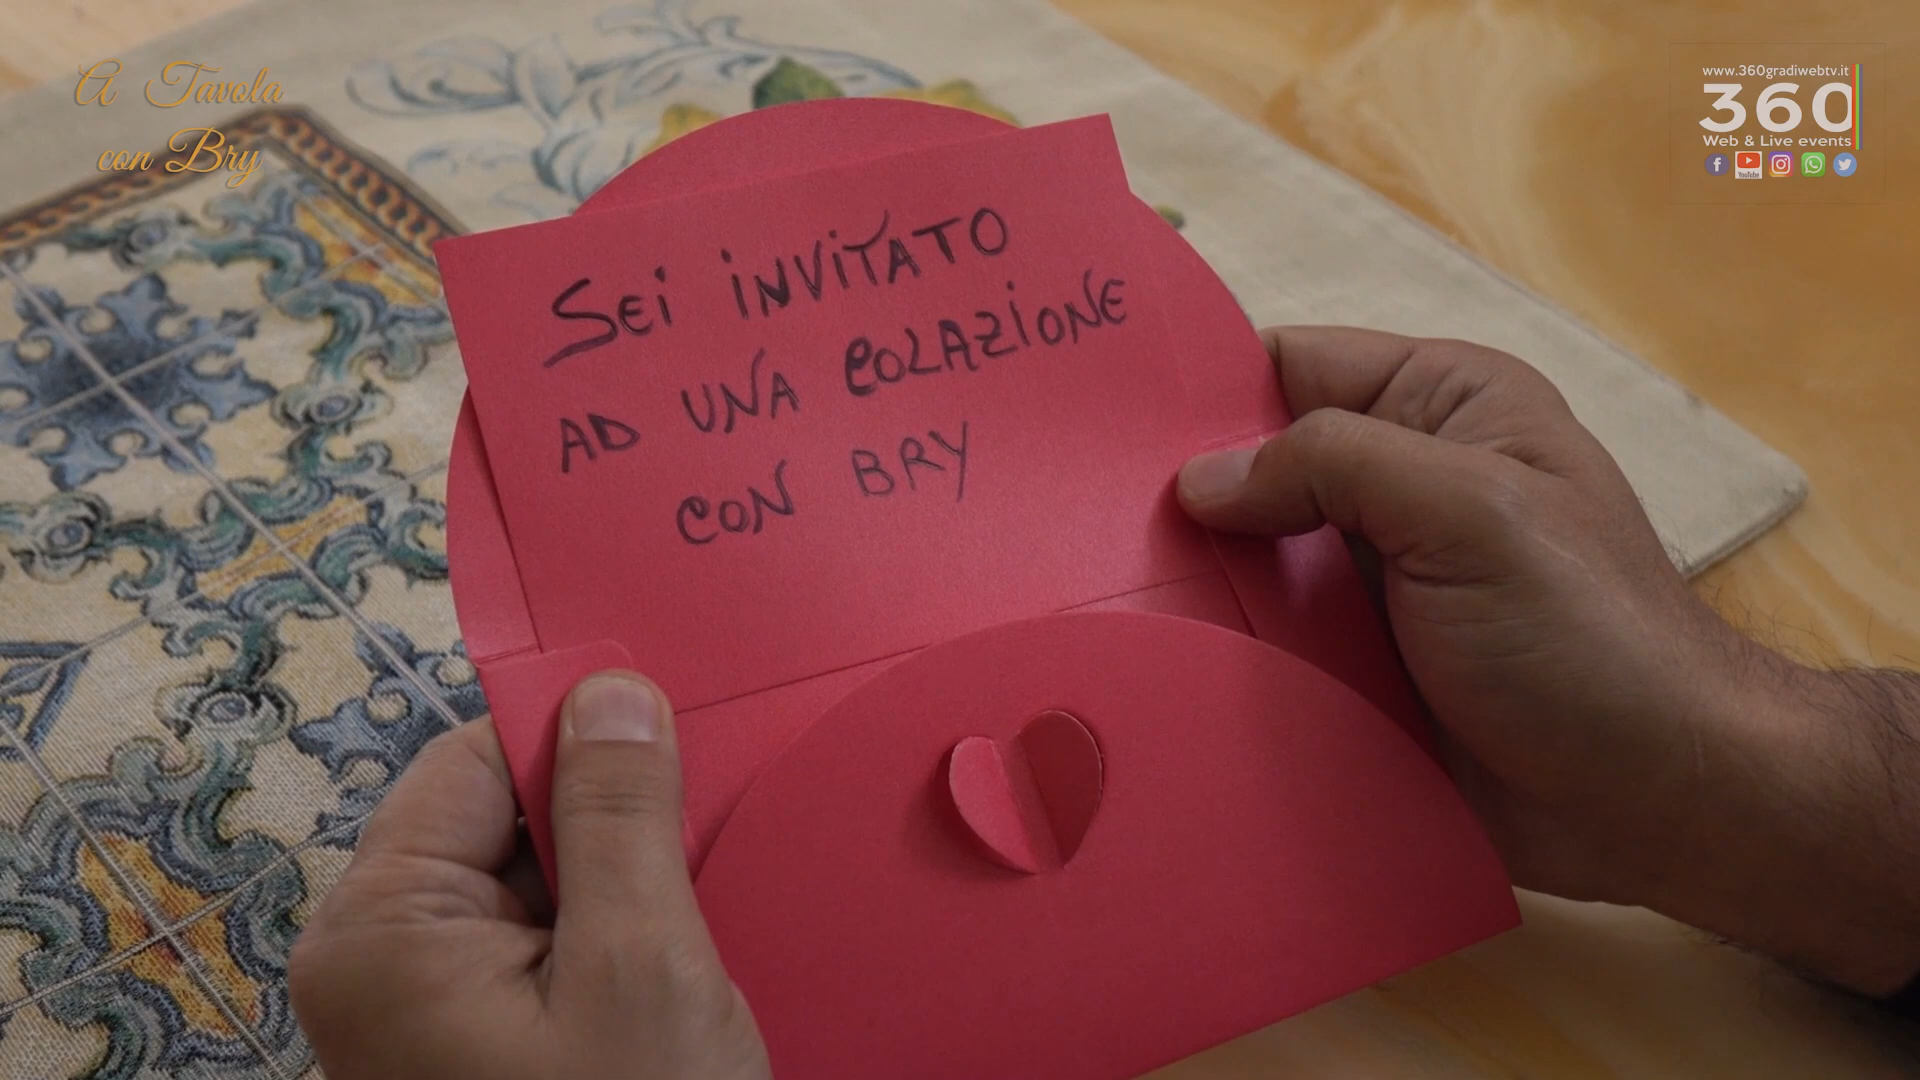 A Tavola
con Bry
www.360gradiwebtv.it
360
Web & Live events
YouTube
Sei iNViTATO
AD UNA COLAZiONE
CON BRY